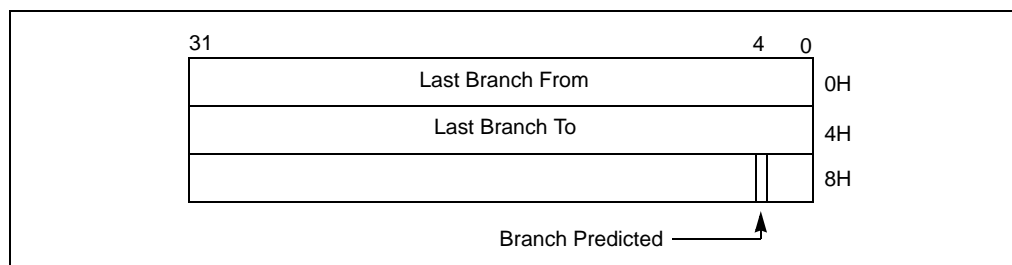 31 4 0
Last Branch From 0H
Last Branch To 4H
8H
Branch Predicted